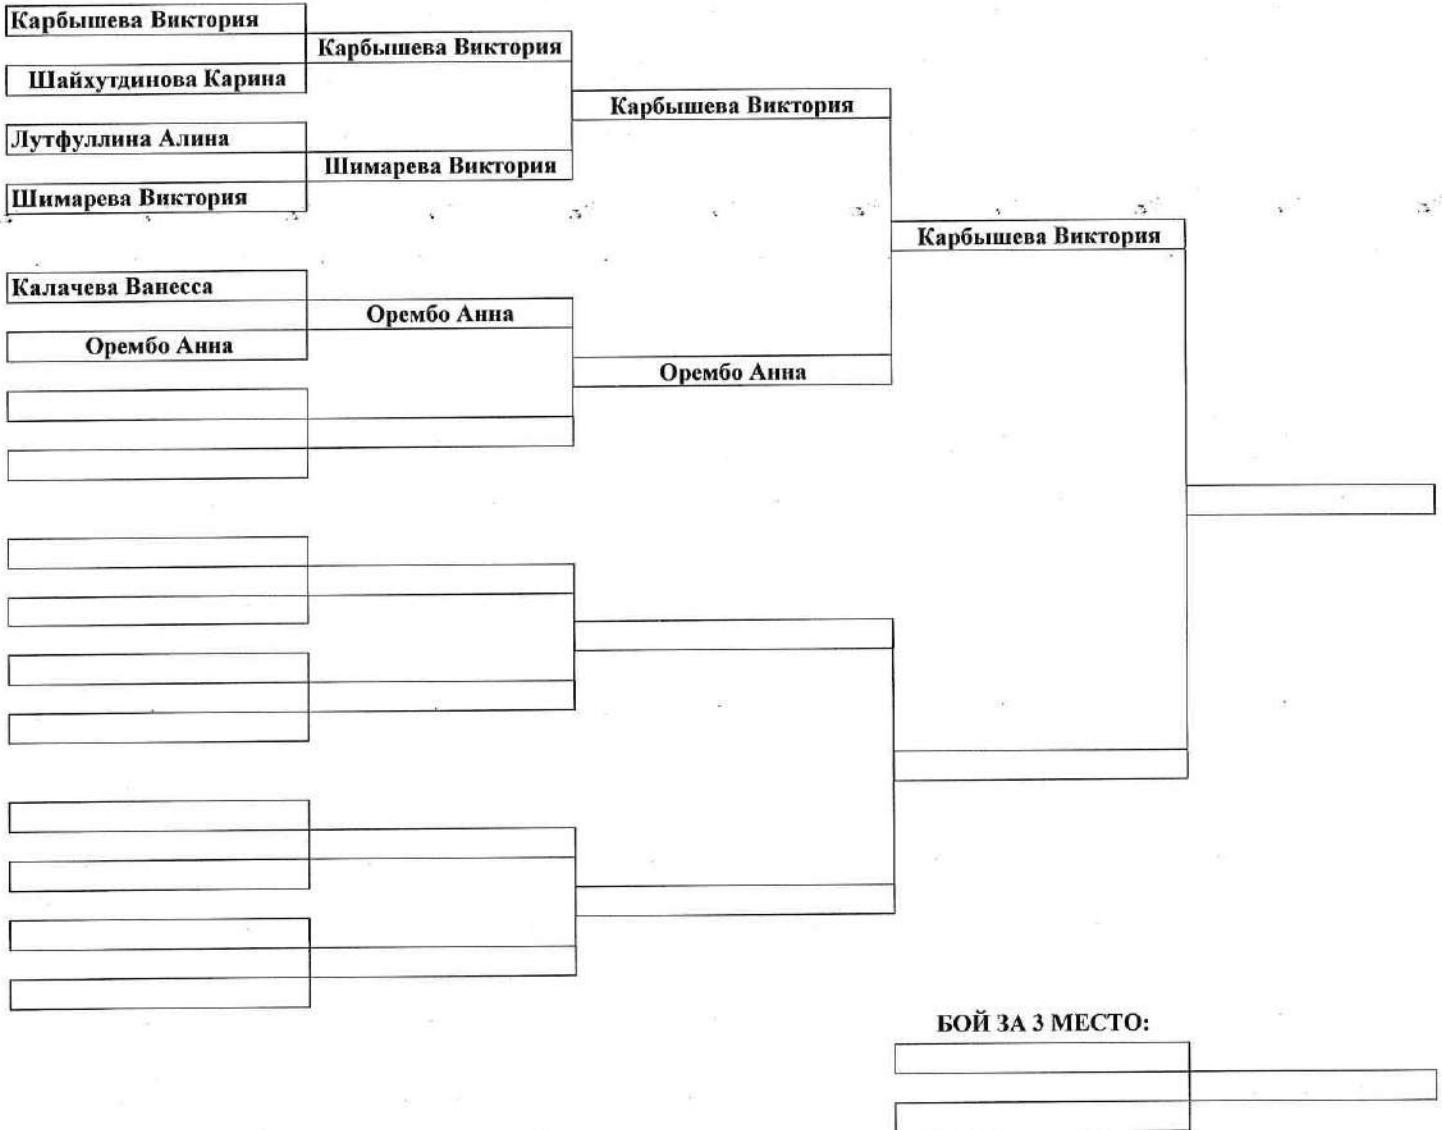 Карбышева Виктория
Карбышева Виктория
Шайхутдинова Карина
Карбышева Виктория
Лутфуллина Алина
Шимарева Виктория
Шимарева Виктория
Карбышева Виктория
Калачева Ванесса
Орембо Анна
Орембо Анна
Орембо Анна
БОЙ ЗА 3 МЕСТО: